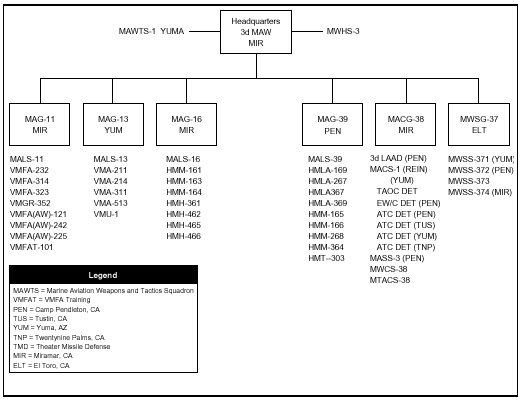 Headquarters
3d MAW
MIR
MAWTS-1 YUMA
MWHS-3
MAG-11
MIR
MAG-13
YUM
MAG-16
MIR
MAG-39
PEN
MACG-38
MIR
MWSG-37
ELT
MALS-11
VMFA-232
VMFA-314
VMFA-323
VMGR-352
VMFA(AW)-121
VMFA(AW)-242
VMFA(AW)-225
VMFAT-101
MALS-13
VMA-211
VMA-214
VMA-311
VMA-513
VMU-1
MALS-16
HMM-161
HMM-163
HMM-164
HMH-361
HMH-462
HMH-465
HMH-466
MALS-39
HMLA-169
HMLA-267
HMLA367
HMLA-369
HMM-165
HMM-166
HMM-268
HMM-364
HMT--303
3d LAAD (PEN)
MACS-1 (REIN)
(YUM)
TAOC DET
EW/C DET (PEN)
ATC DET (PEN)
ATC DET (TUS)
ATC DET (YUM)
ATC DET (TNP)
MASS-3 (PEN)
MWCS-38
MTACS-38
MWSS-371 (YUM)
MWSS-372 (PEN)
MWSS-373
MWSS-374 (MIR)
Legend
MAWTS = Marine Aviation Weapons and Tactics Squadron
VMFAT = VMFA Training
PEN = Camp Pendleton, CA
TUS = Tustin, CA
YUM = Yuma, AZ
TNP = Twentynine Palms, CA
TMD = Theater Missile Defense
MIR = Miramar, CA
ELT = El Toro, CA